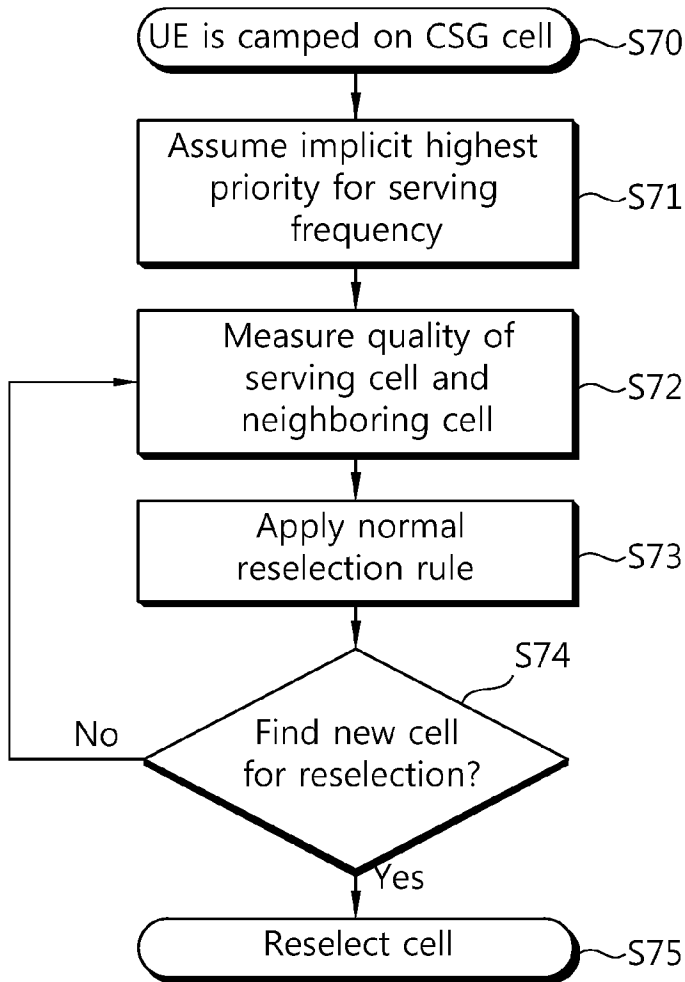 UE is camped on CSG cell
S70
Assume implicit highest
priority for serving
frequency
S71
Measure quality of
serving cell and
neighboring cell
S72
Apply normal
reselection rule
S73
S74
Find new cell
for reselection?
No
Yes
Reselect cell
S75